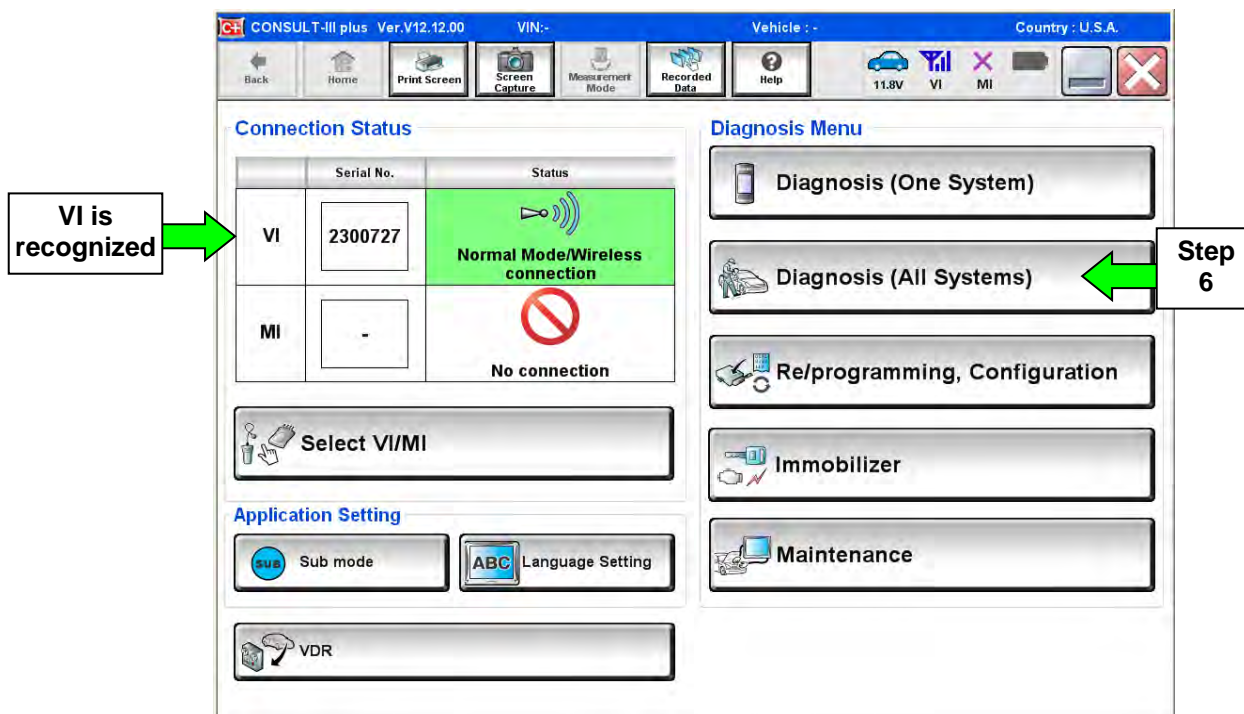 C+ CONSULT-III plus Ver.V12.12.00 VIN:- Vehicle : - Country : U.S.A.
Back Home Print Screen Screen Capture Measurement Mode Recorded Data Help 11.8V VI MI
Connection Status
Serial No. Status
VI is recognized
VI 2300727 Normal Mode/Wireless
connection
MI - No connection
Select VI/MI
Application Setting
SUB Sub mode ABC Language Setting
VDR
Diagnosis Menu
Diagnosis (One System)
Diagnosis (All Systems)
Step
6
Re/programming, Configuration
Immobilizer
Maintenance